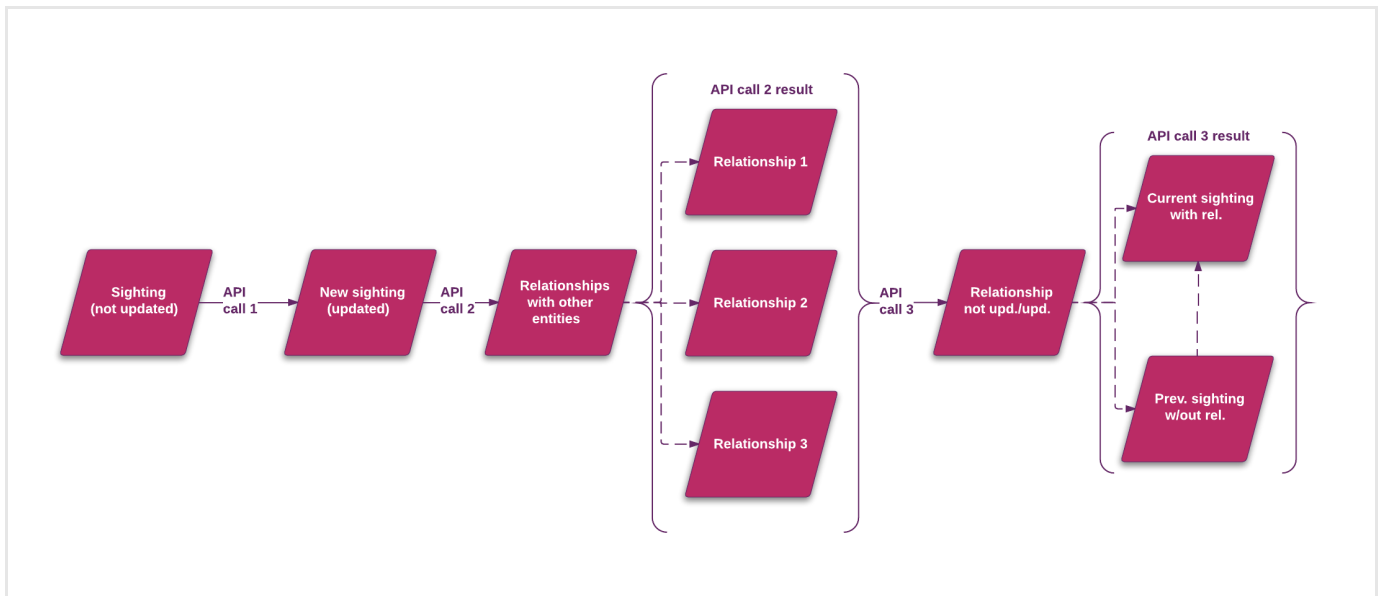 Sighting
(not updated)
API
call 1
New sighting
(updated)
API
call 2
Relationships
with other
entities
API call 2 result
Relationship 1
Relationship 2
Relationship 3
API
call 3
Relationship
not upd./upd.
API call 3 result
Current sighting
with rel.
Prev. sighting
w/out rel.